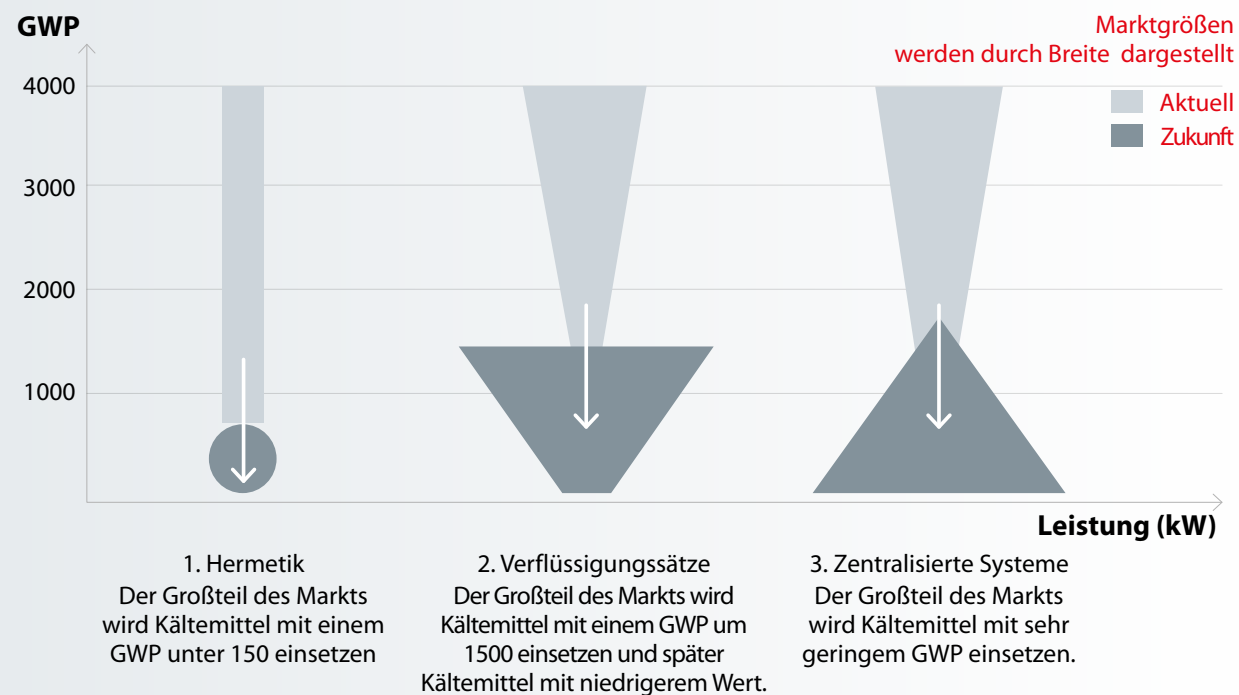 GWP
Marktgrößen
werden durch Breite dargestellt
Aktuell
Zukunft
4000
3000
2000
1000
Leistung (kW)
1. Hermetik
Der Großteil des Markts
wird Kältemittel mit einem
GWP unter 150 einsetzen
2. Verflüssigungssätze
Der Großteil des Markts wird
Kältemittel mit einem GWP um
1500 einsetzen und später
Kältemittel mit niedrigerem Wert.
3. Zentralisierte Systeme
Der Großteil des Markts
wird Kältemittel mit sehr
geringem GWP einsetzen.